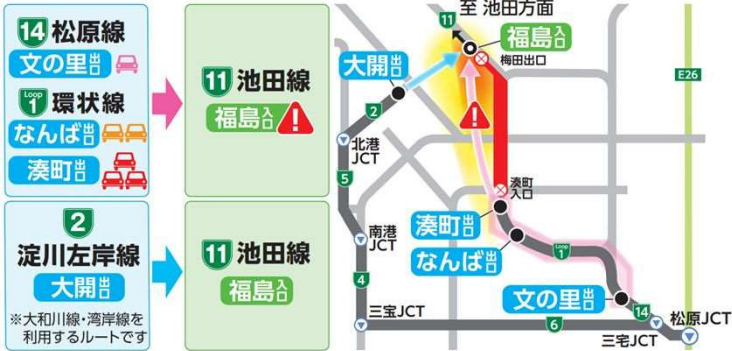 14 松原線
文の里出口
Loop 1 環状線
なんば出口
湊町出口
11 池田線
福島入口
2
淀川左岸線
大開出口
※大和川線・湾岸線を
利用するルートです
11 池田線
福島入口
至 池田方面
11
福島入口
梅田出口
大開出口
2
E26
北港
JCT
5
湊町
入口
湊町出口
南港
JCT
なんば出口
Loop 1
4
文の里出口
14
三宝JCT
6
松原JCT
三宅JCT